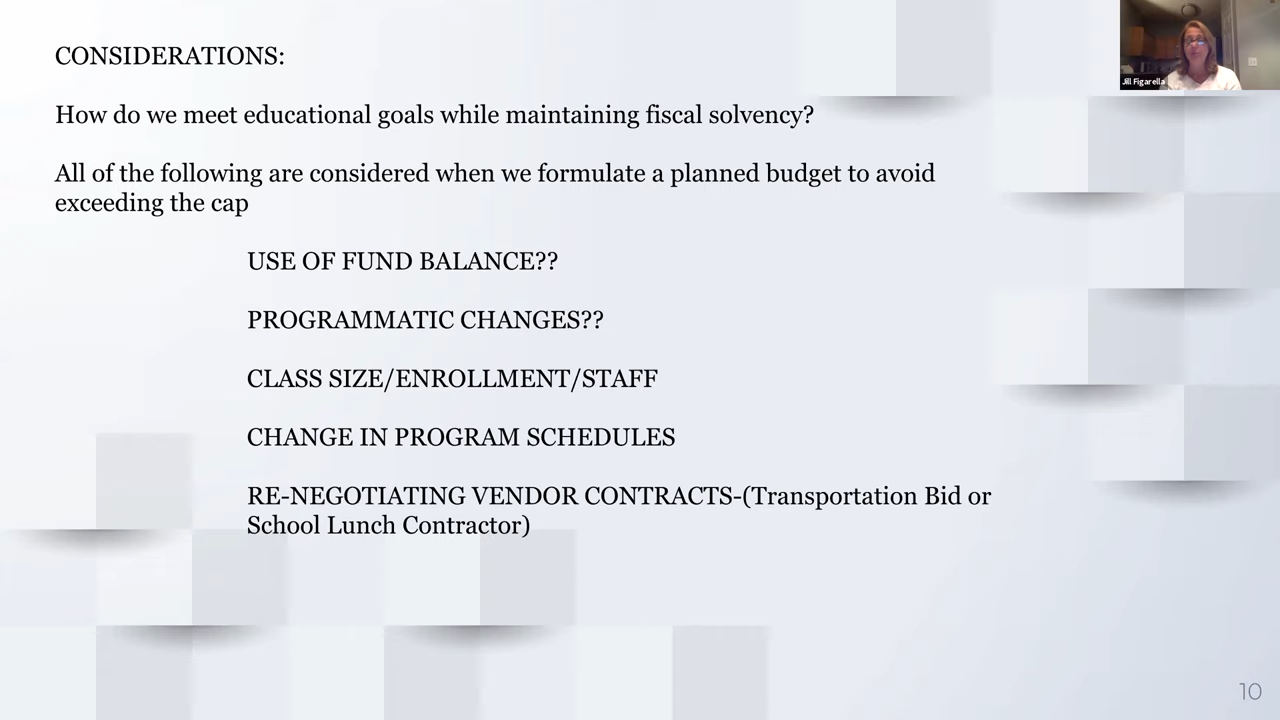 CONSIDERATIONS:
How do we meet educational goals while maintaining fiscal solvency?
All of the following are considered when we formulate a planned budget to avoid
exceeding the cap
USE OF FUND BALANCE??
PROGRAMMATIC CHANGES??
CLASS SIZE/ENROLLMENT/STAFF
CHANGE IN PROGRAM SCHEDULES
RE-NEGOTIATING VENDOR CONTRACTS-(Transportation Bid or
School Lunch Contractor)
Jill Figarella
10